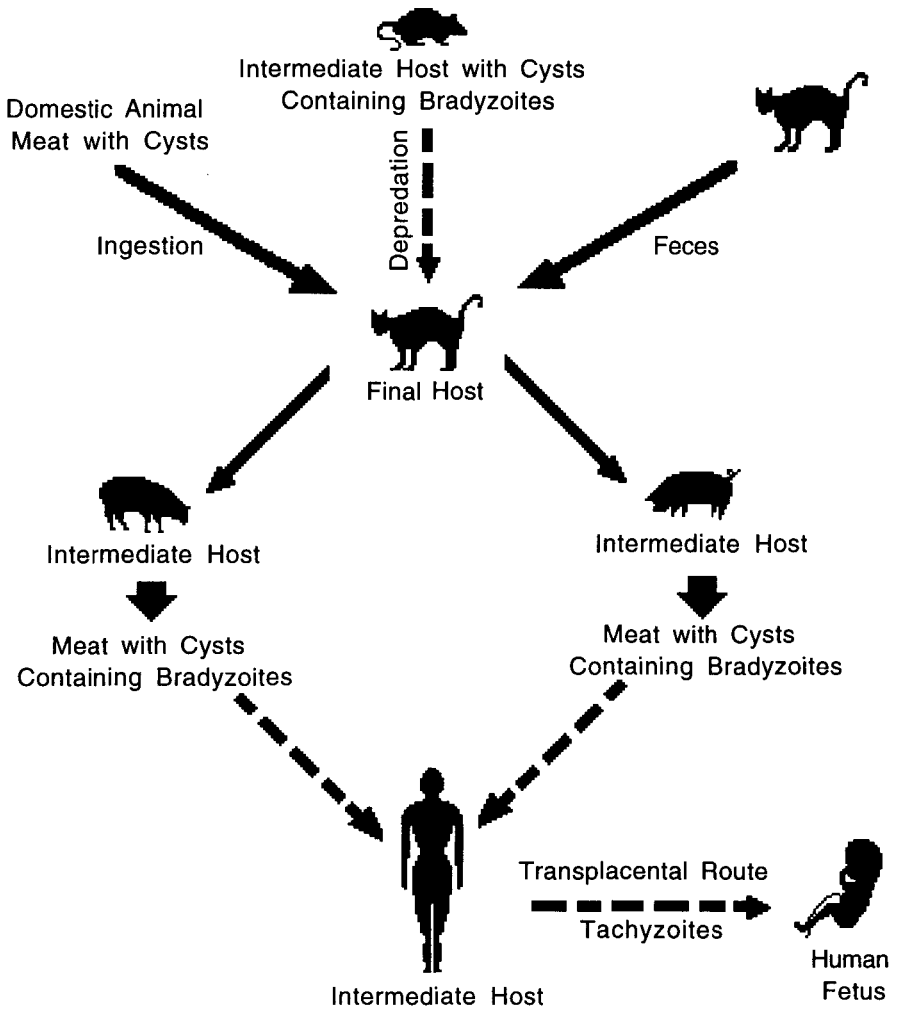 Intermediate Host with Cysts
Containing Bradyzoites
Domestic Animal
Meat with Cysts
Depredation
Ingestion
Feces
Final Host
Intermediate Host
Intermediate Host
Meat with Cysts
Containing Bradyzoites
Meat with Cysts
Containing Bradyzoites
Transplacental Route
Tachyzoites
Human
Fetus
Intermediate Host